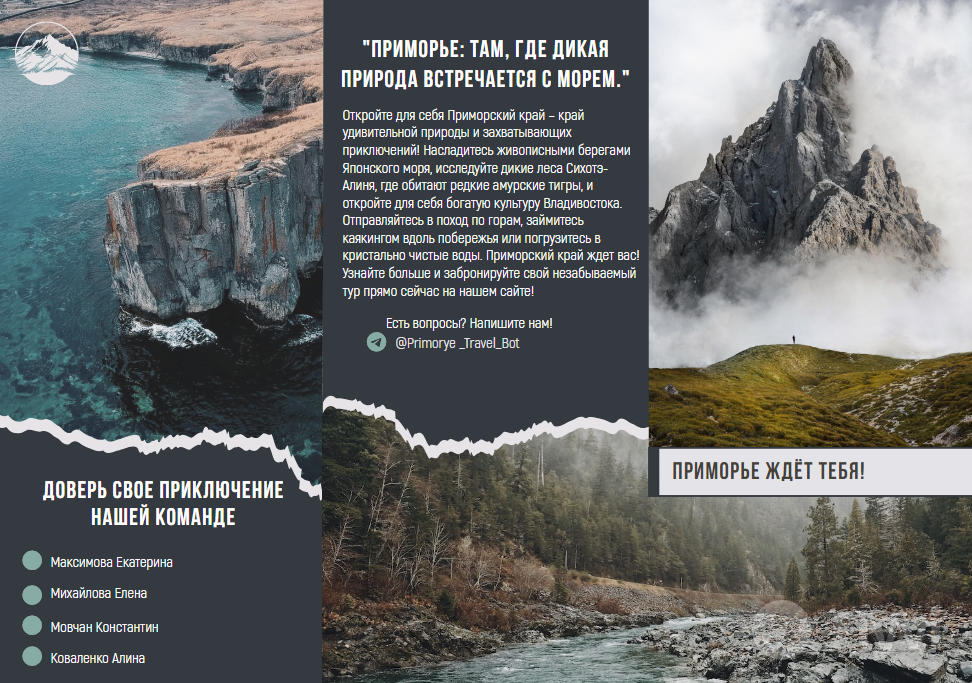 "ПРИМОРЬЕ: ТАМ, ГДЕ ДИКАЯ
ПРИРОДА ВСТРЕЧАЕТСЯ С МОРЕМ."
Откройте для себя Приморский край – край
удивительной природы и захватывающих
приключений! Насладитесь живописными берегами
Японского моря, исследуйте дикие леса Сихотэ-
Алиня, где обитают редкие амурские тигры, и
откройте для себя богатую культуру Владивостока.
Отправляйтесь в поход по горам, займитесь
каякингом вдоль побережья или погрузитесь в
кристально чистые воды. Приморский край ждет вас!
Узнайте больше и забронируйте свой незабываемый
тур прямо сейчас на нашем сайте!
Есть вопросы? Напишите нам!
@Primorye _Travel_Bot
ДОВЕРЬ СВОЕ ПРИКЛЮЧЕНИЕ
НАШЕЙ КОМАНДЕ
Максимова Екатерина
Михайлова Елена
Мовчан Константин
Коваленко Алина
ПРИМОРЬЕ ЖДЁТ ТЕБЯ!